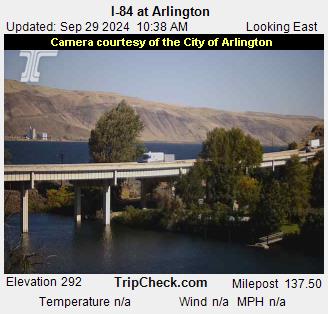 I-84 at Arlington
Updated: Sep 29 2024 10:38 AM Looking East
Camera courtesy of the City of Arlington
Elevation 292 TripCheck.com Milepost 137.50
Temperature n/a Wind n/a MPH n/a